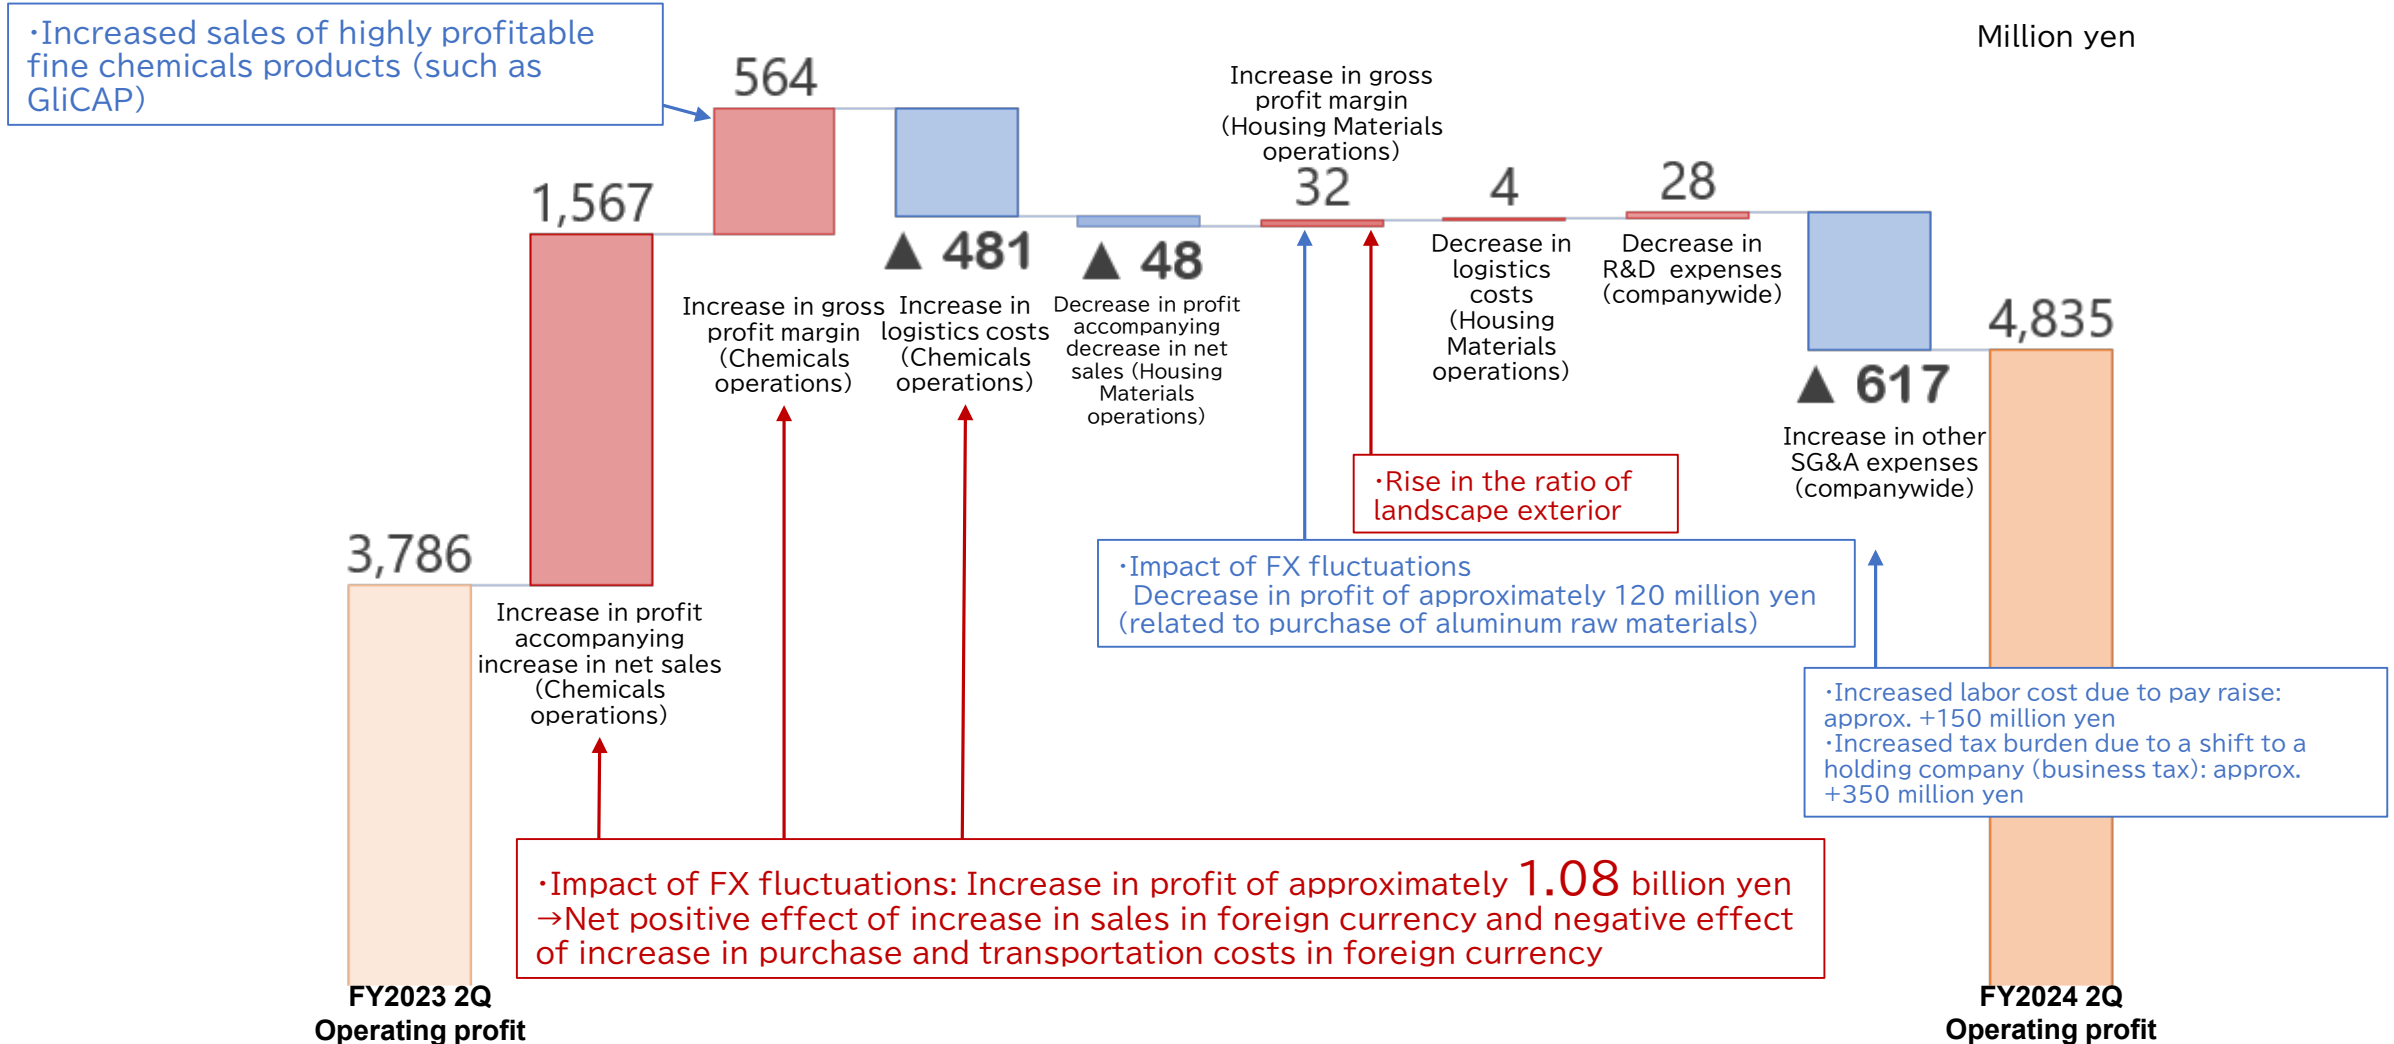 ・Increased sales of highly profitable
fine chemicals products (such as
GliCAP)
Million yen
564
1,567
▲ 481
▲ 48
Increase in gross
profit margin
(Housing Materials
operations)
32
4
28
Increase in gross
profit margin
(Chemicals
operations)
Increase in
logistics costs
(Chemicals
operations)
Decrease in profit
accompanying
decrease in net
sales (Housing
Materials
operations)
Decrease in
logistics
costs
(Housing
Materials
operations)
Decrease in
R&D expenses
(companywide)
▲ 617
Increase in other
SG&A expenses
(companywide)
4,835
3,786
Increase in profit
accompanying
increase in net sales
(Chemicals
operations)
・Rise in the ratio of
landscape exterior
・Impact of FX fluctuations
Decrease in profit of approximately 120 million yen
(related to purchase of aluminum raw materials)
・Increased labor cost due to pay raise:
approx. +150 million yen
・Increased tax burden due to a shift to a
holding company (business tax): approx.
+350 million yen
・Impact of FX fluctuations: Increase in profit of approximately 1.08 billion yen
→Net positive effect of increase in sales in foreign currency and negative effect
of increase in purchase and transportation costs in foreign currency
FY2023 2Q
Operating profit
FY2024 2Q
Operating profit